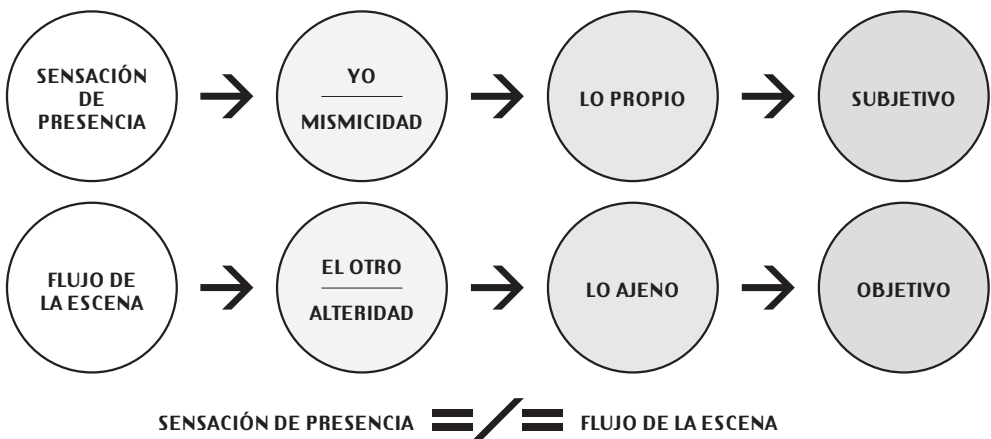 SENSACIÓN
DE
PRESENCIA
YO
MISMICIDAD
LO PROPIO
SUBJETIVO
FLUJO DE
LA ESCENA
EL OTRO
ALTERIDAD
LO AJENO
OBJETIVO
SENSACIÓN DE PRESENCIA =/= FLUJO DE LA ESCENA